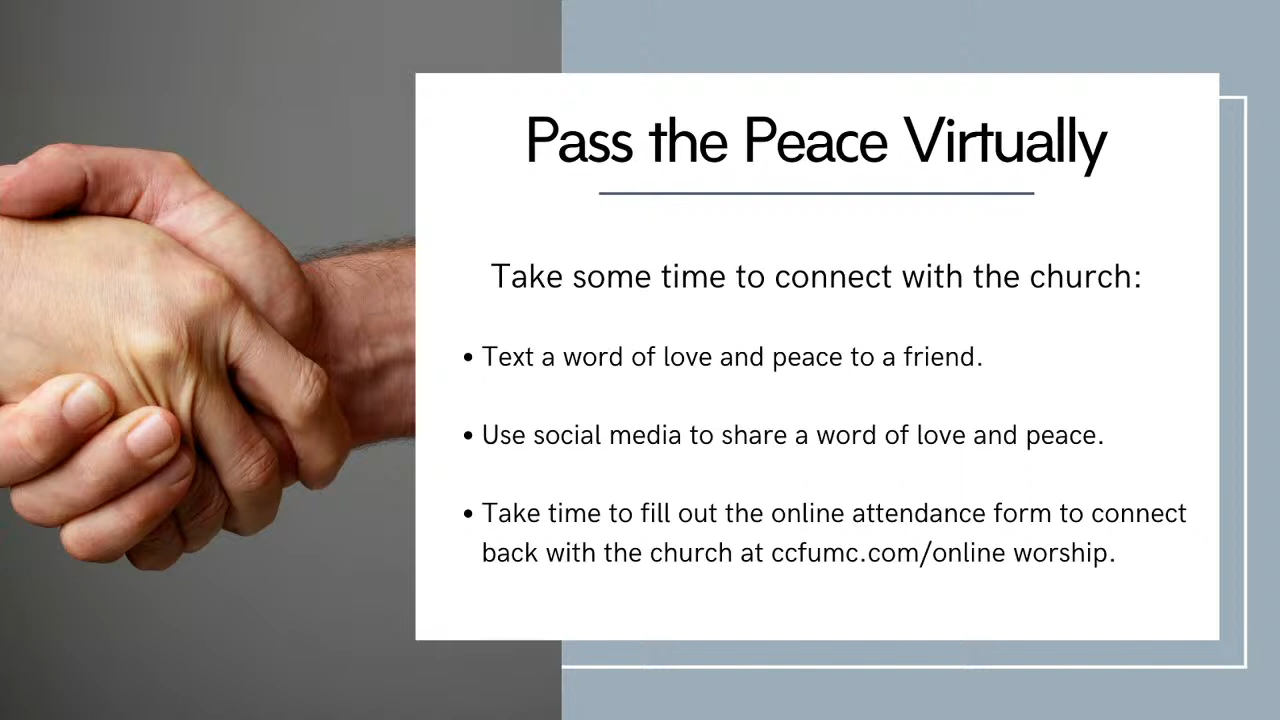 Pass the Peace Virtually
Take some time to connect with the church:
• Text a word of love and peace to a friend.
• Use social media to share a word of love and peace.
• Take time to fill out the online attendance form to connect
back with the church at ccfumc.com/online worship.